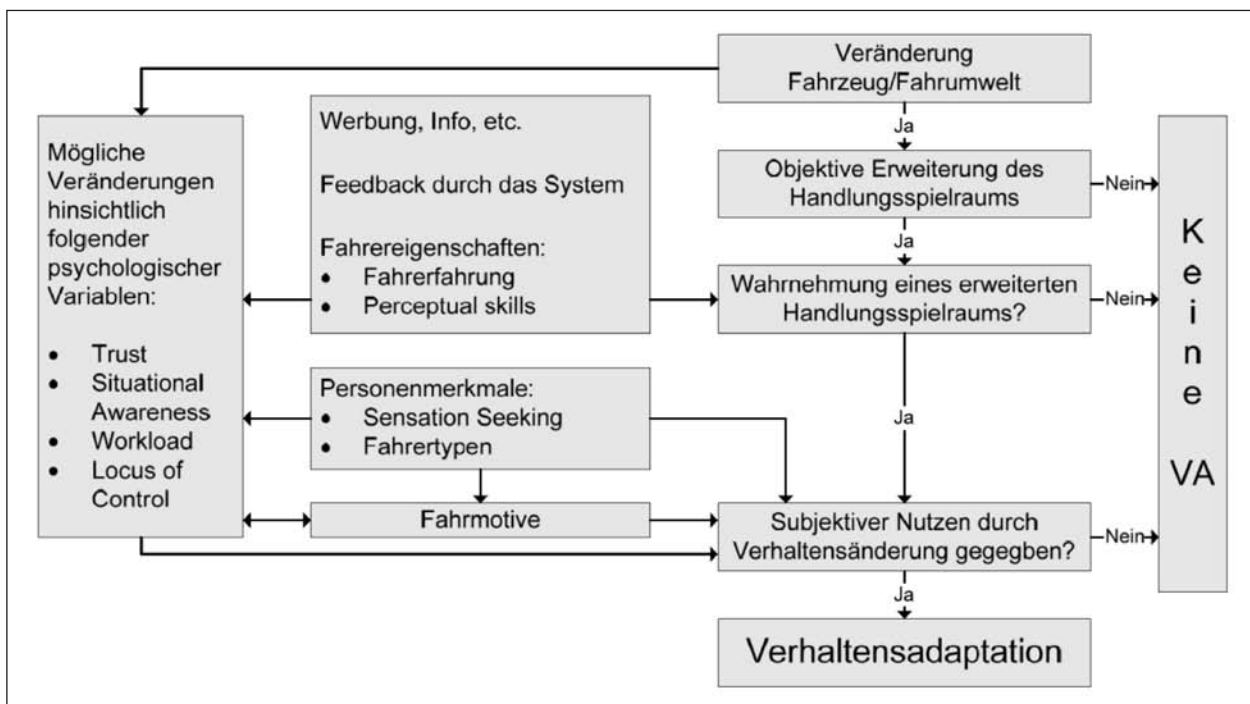 Veränderung
Fahrzeug/Fahrumwelt
Ja
Objektive Erweiterung des
Handlungsspielraums
Nein
Ja
Wahrnehmung eines erweiterten
Handlungsspielraums?
Nein
Ja
Subjektiver Nutzen durch
Verhaltensänderung gegegben?
Nein
Ja
Verhaltensadaptation
Keine
VA
Werbung, Info, etc.
Feedback durch das System
Fahrereigenschaften:
• Fahrerfahrung
• Perceptual skills
Personenmerkmale:
• Sensation Seeking
• Fahrertypen
Fahrmotive
Mögliche
Veränderungen
hinsichtlich
folgender
psychologischer
Variablen:
• Trust
• Situational
Awareness
• Workload
• Locus of
Control